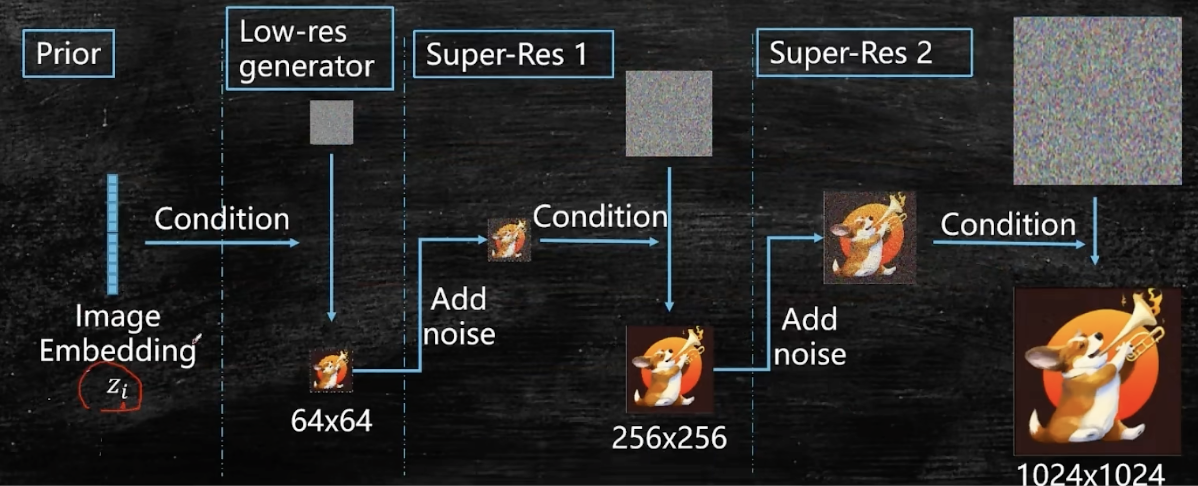 Prior
Low-res
generator
Super-Res 1
Super-Res 2
Condition
Condition
Condition
Image
Embedding
z_i
Add
noise
Add
noise
64x64
256x256
1024x1024